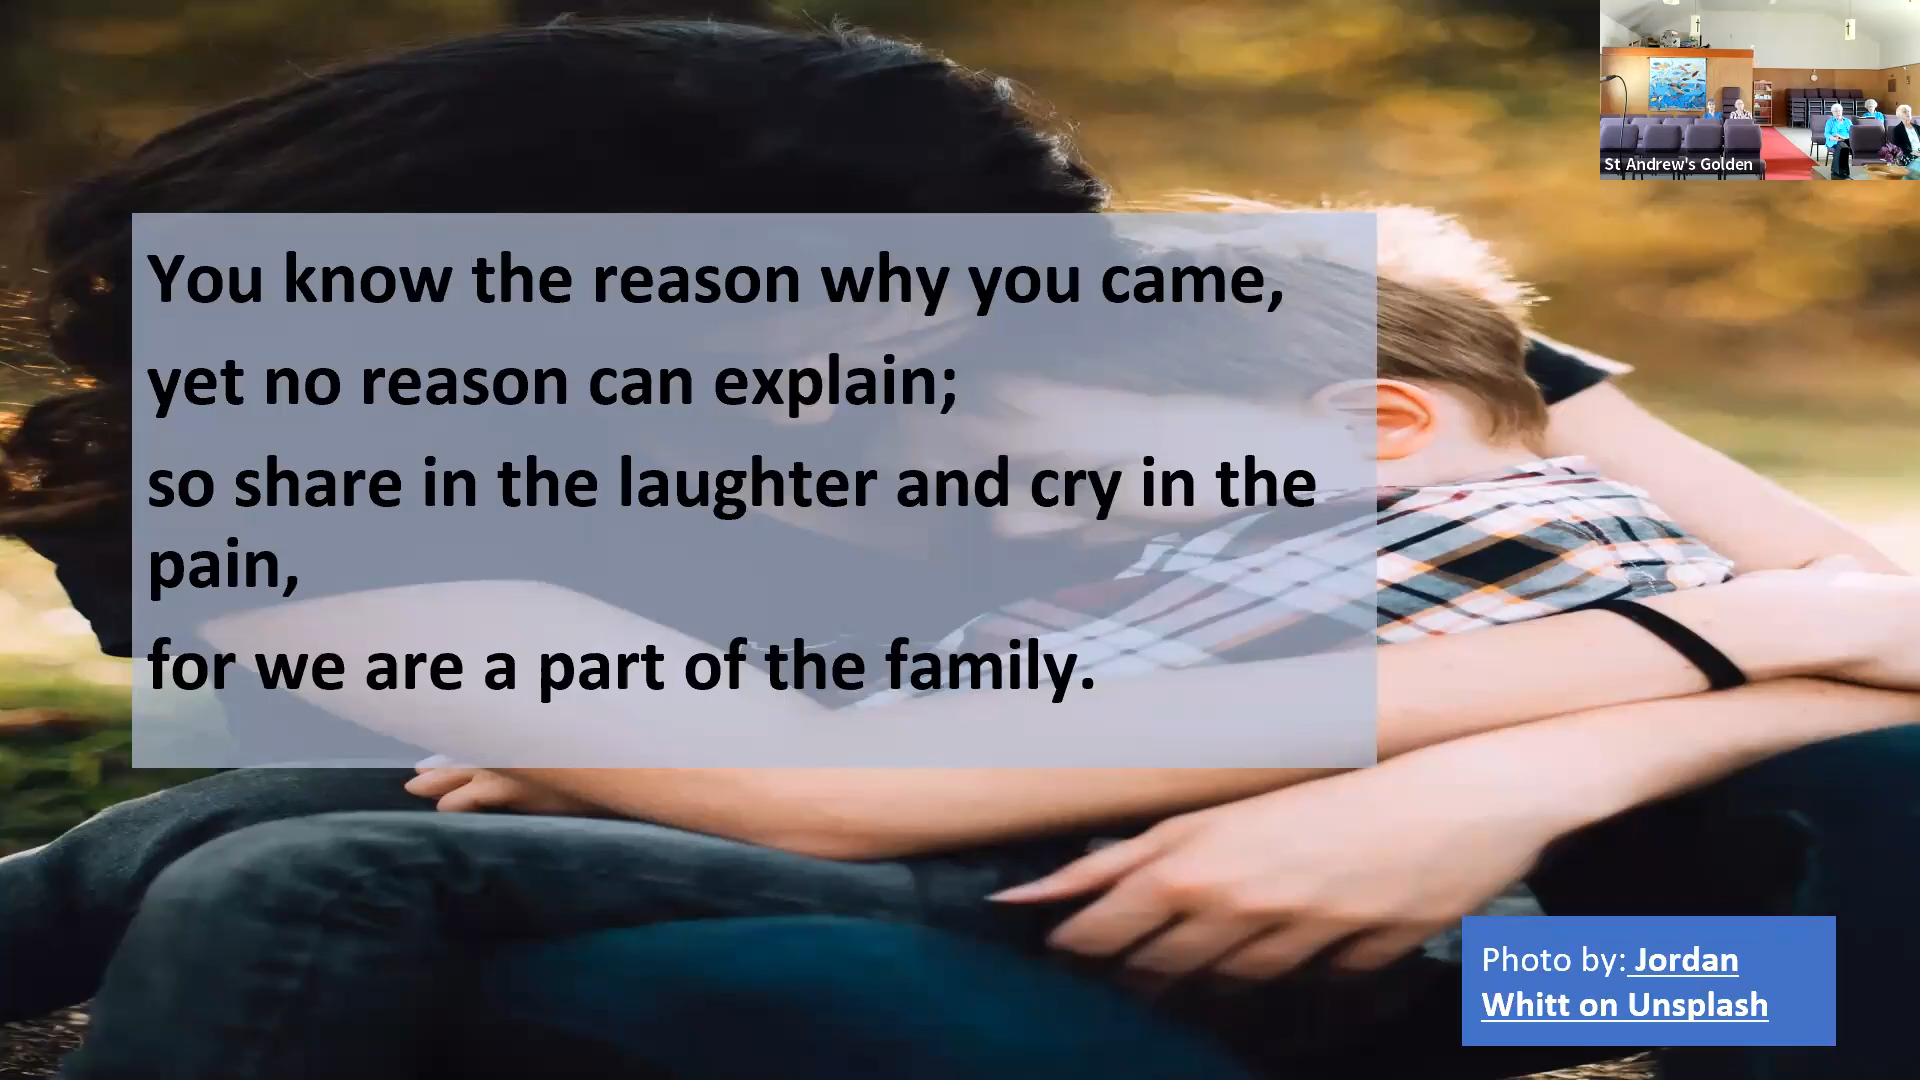 St Andrew's Golden
You know the reason why you came,
yet no reason can explain;
so share in the laughter and cry in the
pain,
for we are a part of the family.
Photo by: Jordan
Whitt on Unsplash